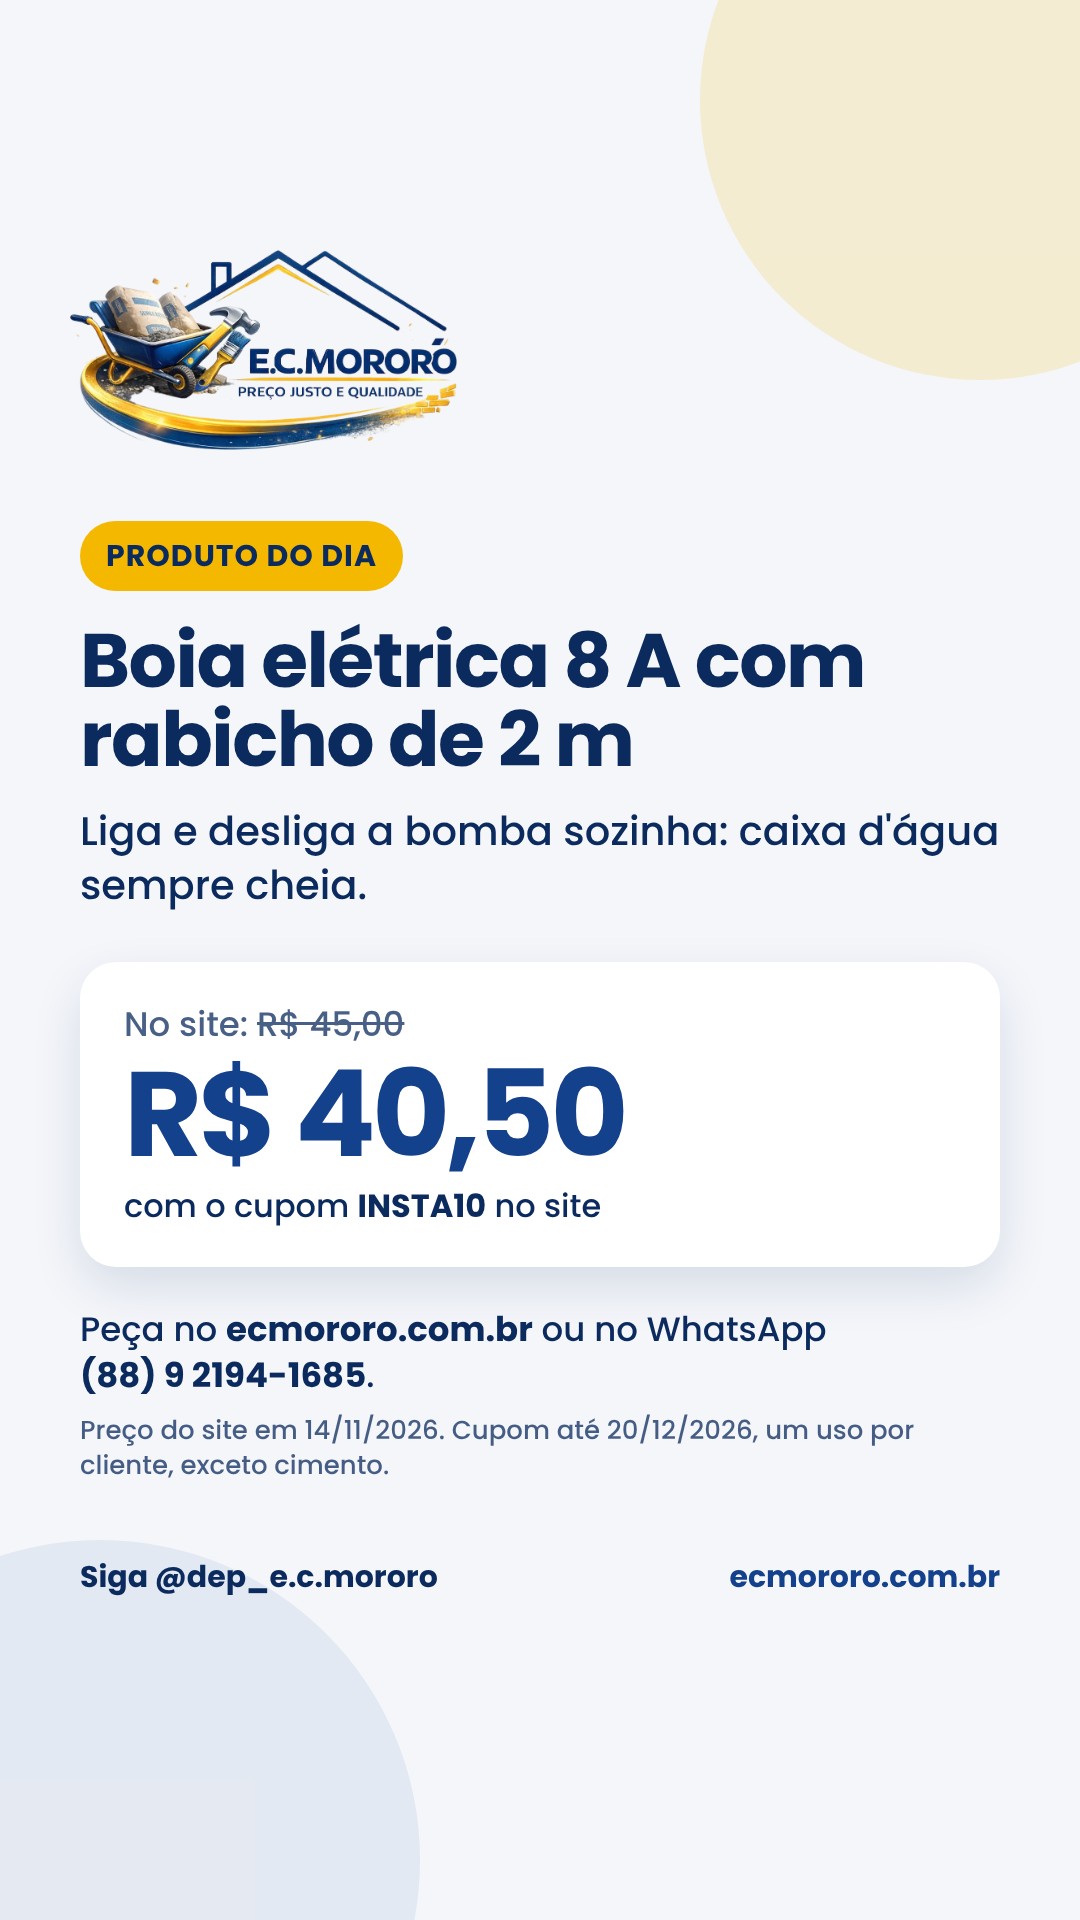 E.C.MORORÓ
PREÇO JUSTO E QUALIDADE
PRODUTO DO DIA
Boia elétrica 8 A com
rabicho de 2 m
Liga e desliga a bomba sozinha: caixa d'água
sempre cheia.
No site: R$ 45,00
R$ 40,50
com o cupom INSTA10 no site
Peça no ecmororo.com.br ou no WhatsApp
(88) 9 2194-1685.
Preço do site em 14/11/2026. Cupom até 20/12/2026, um uso por
cliente, exceto cimento.
Siga @dep_e.c.mororo
ecmororo.com.br